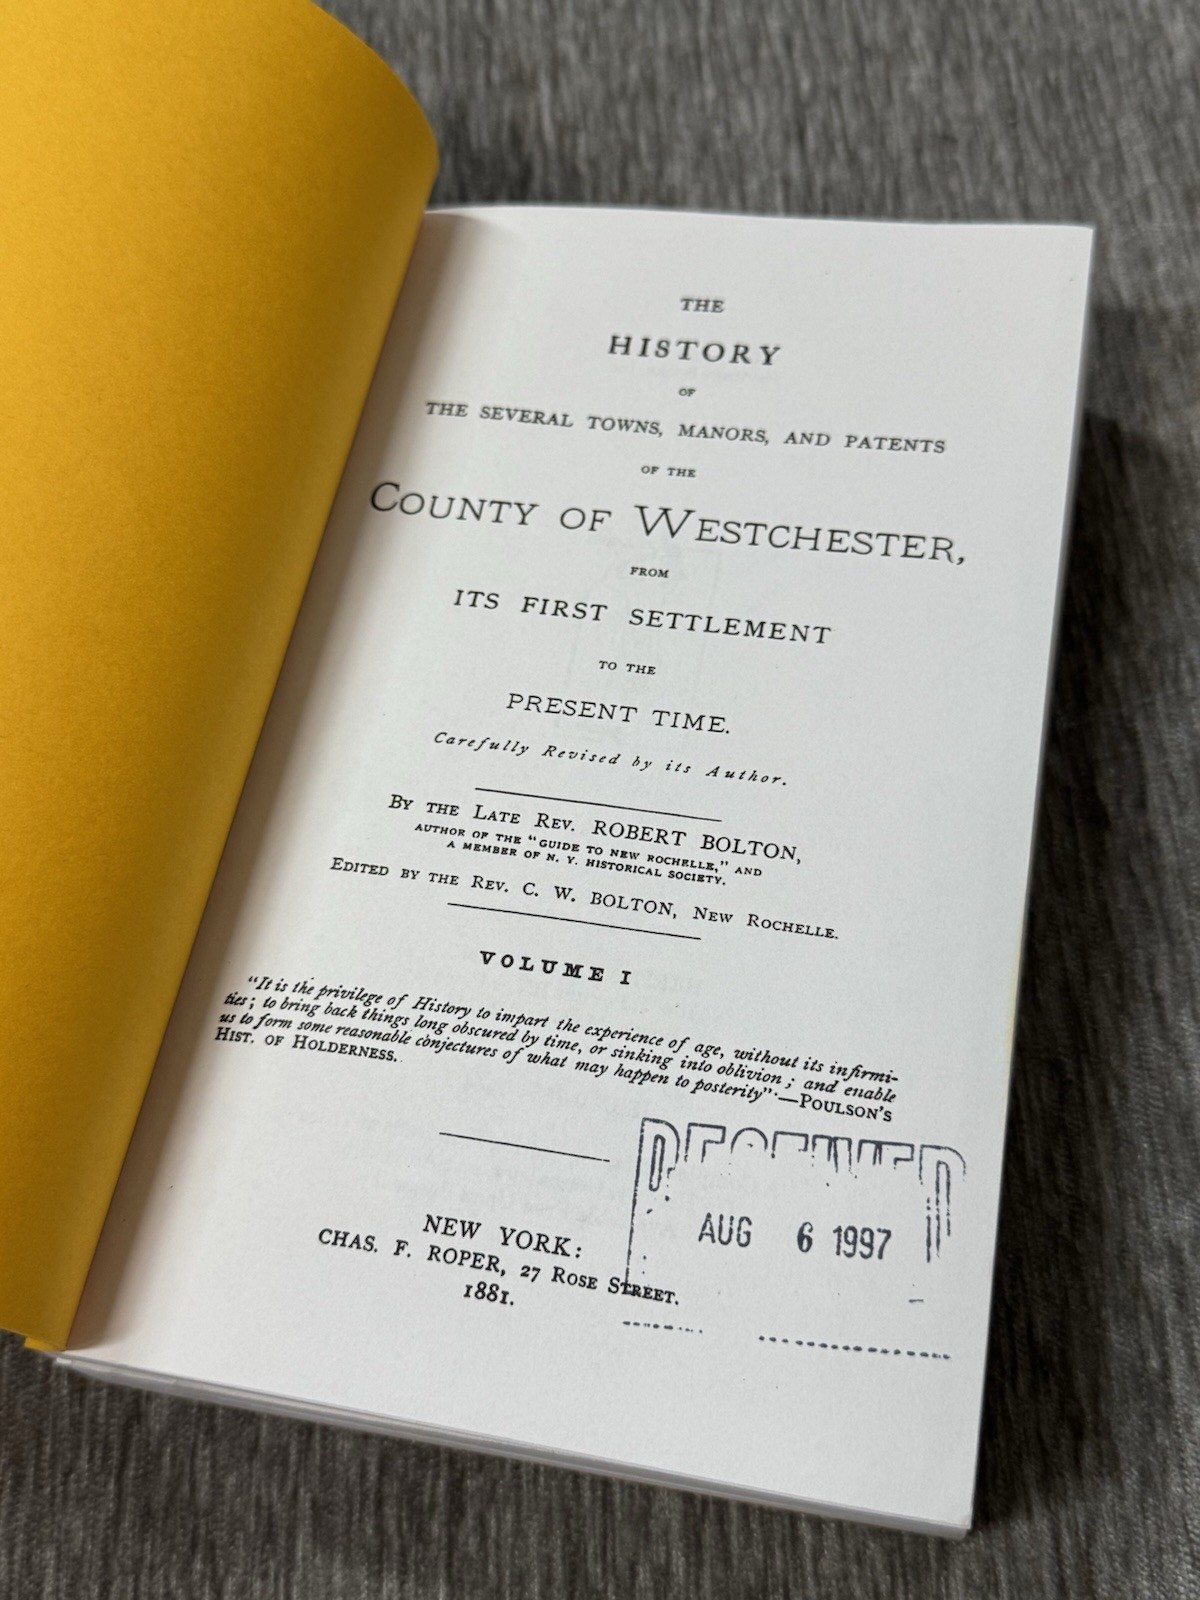 THE
HISTORY
OF
THE SEVERAL TOWNS, MANORS, AND PATENTS
OF THE
COUNTY OF WESTCHESTER,
FROM
ITS FIRST SETTLEMENT
TO THE
PRESENT TIME.
Carefully Revised by its Author.
BY THE LATE REV. ROBERT BOLTON,
AUTHOR OF THE "GUIDE TO NEW ROCHELLE," AND
A MEMBER OF N. Y. HISTORICAL SOCIETY.
EDITED BY THE REV. C. W. BOLTON, NEW ROCHELLE.
VOLUME I
"It is the privilege of History to impart the experience of age, without its infirmi-
ties; to bring back things long obscured by time, or sinking into oblivion; and enable
us to form some reasonable conjectures of what may happen to posterity"—POULSON'S
HIST. OF HOLDERNESS.
RECEIVED
AUG 6 1997
NEW YORK:
CHAS. F. ROPER, 27 ROSE STREET.
1881.